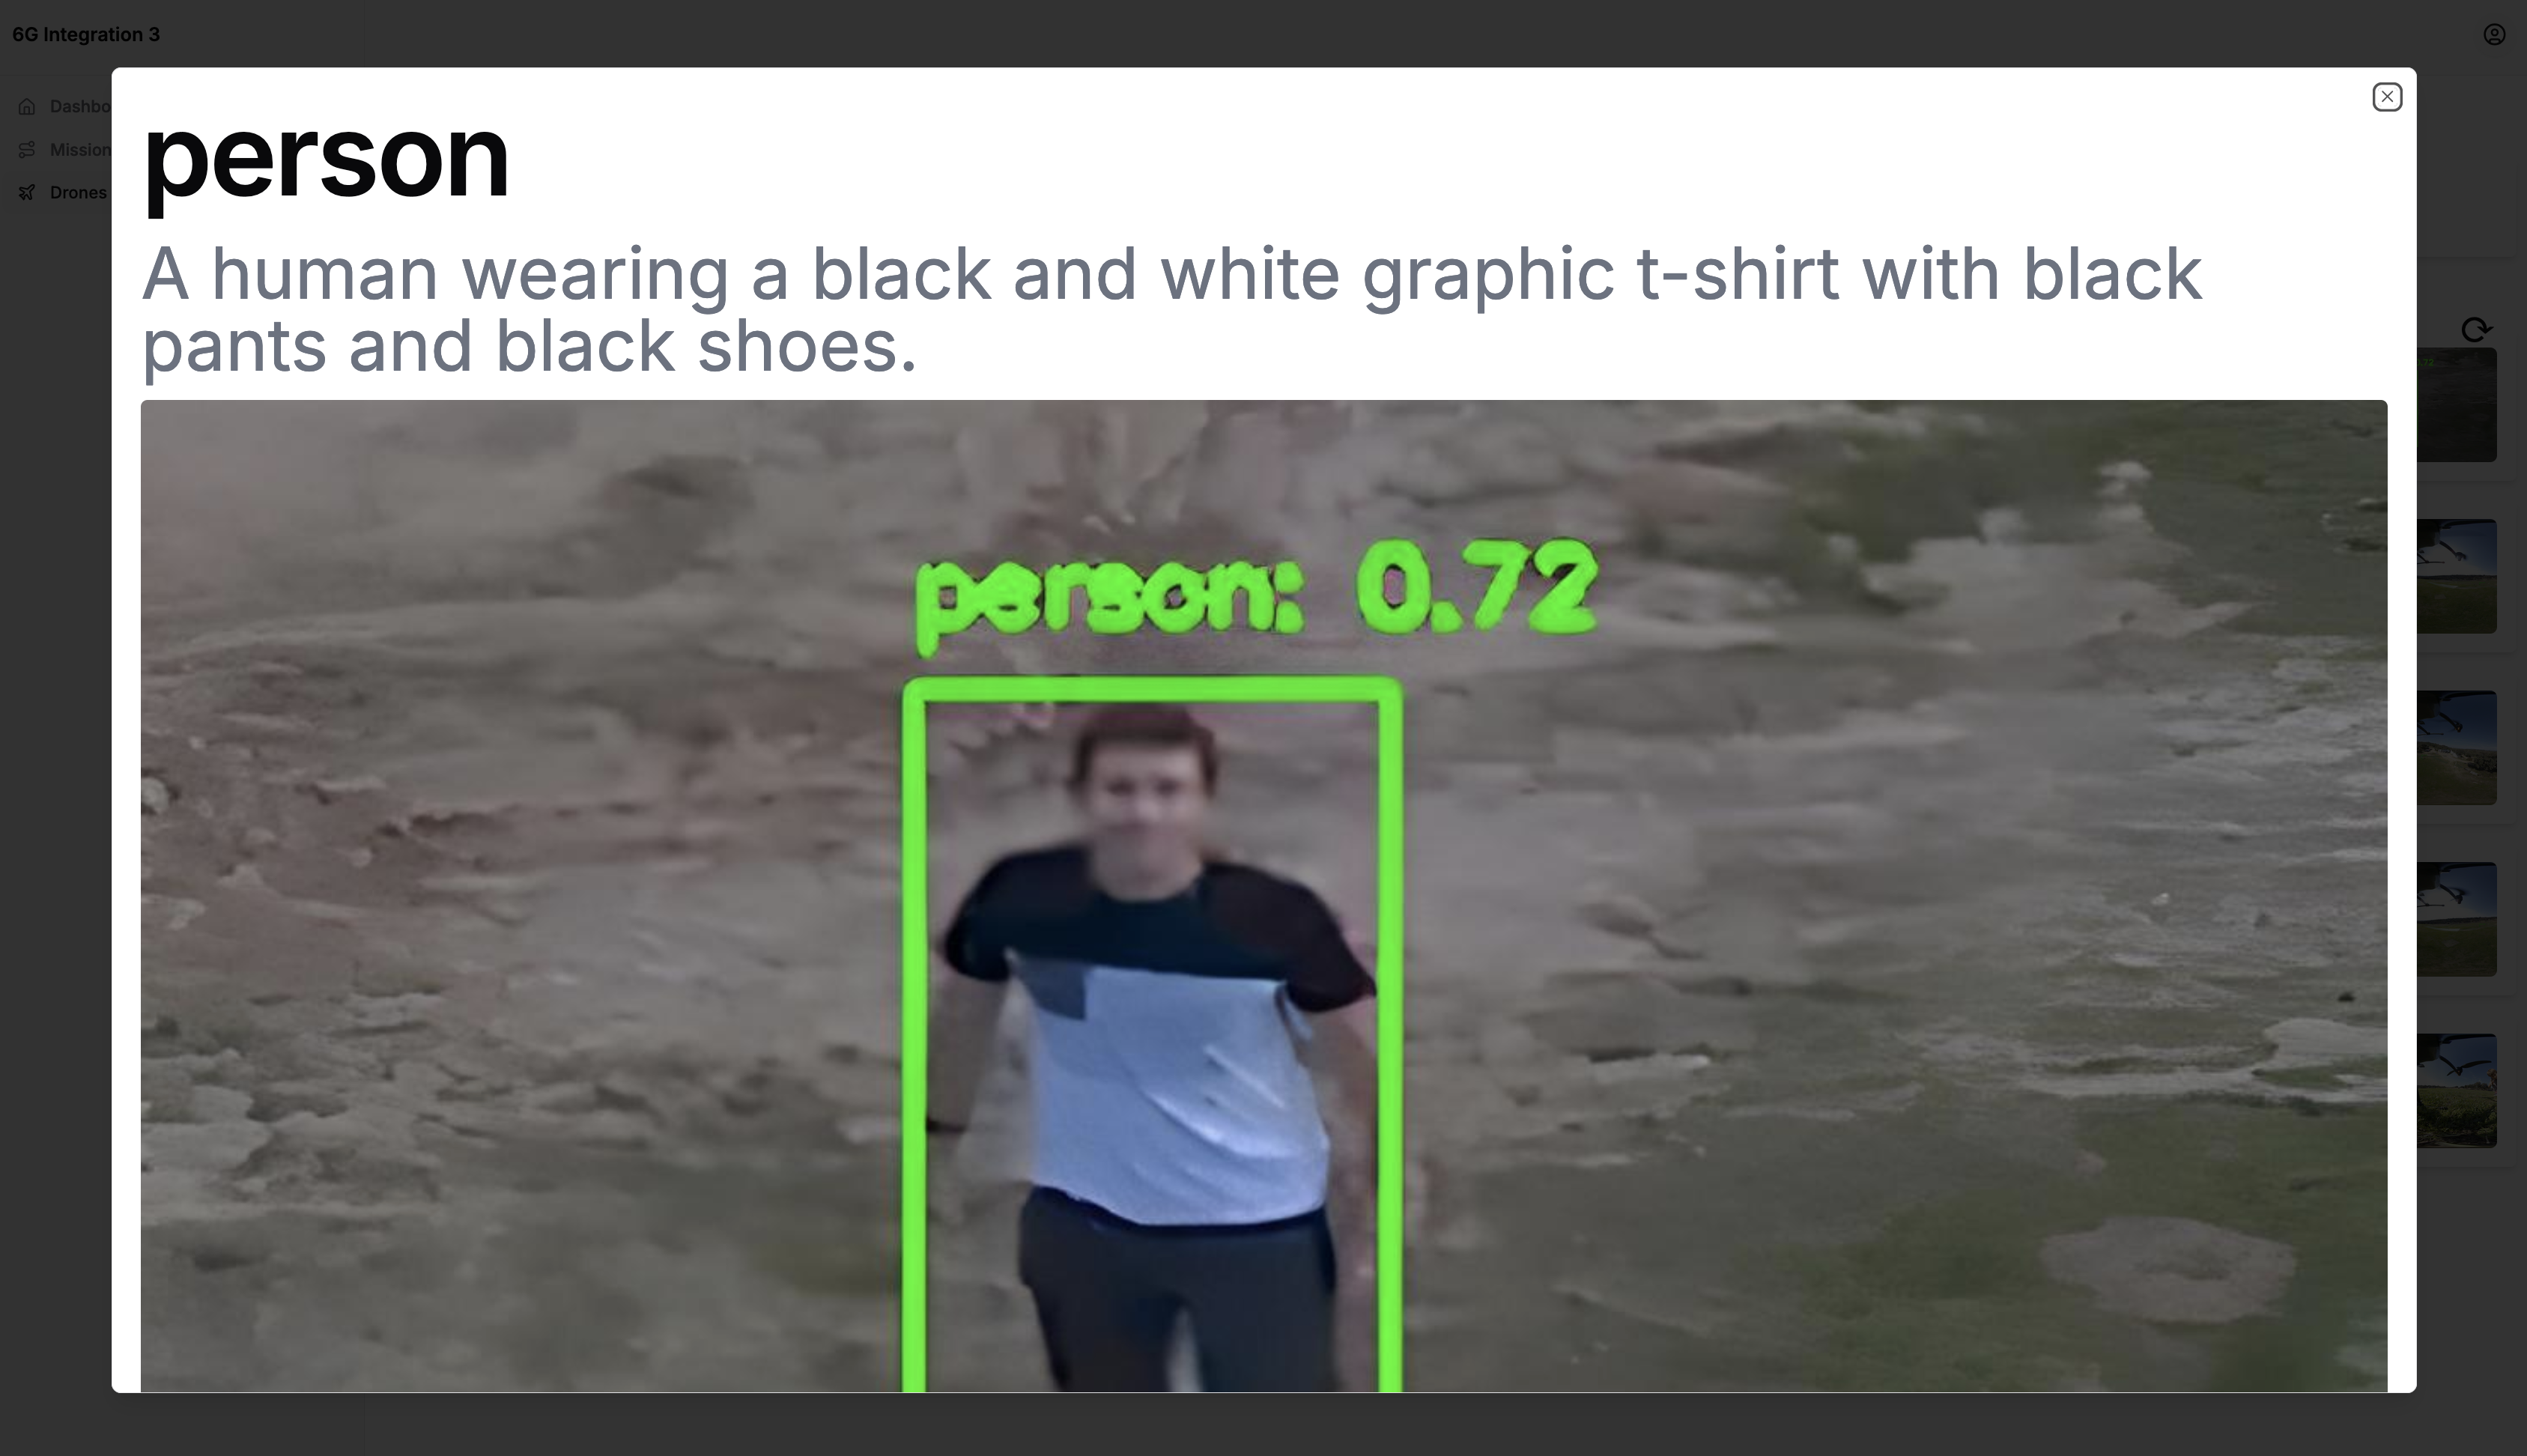 6G Integration 3
Dashbo
Mission
Drones
person
A human wearing a black and white graphic t-shirt with black
pants and black shoes.
person: 0.72
.72